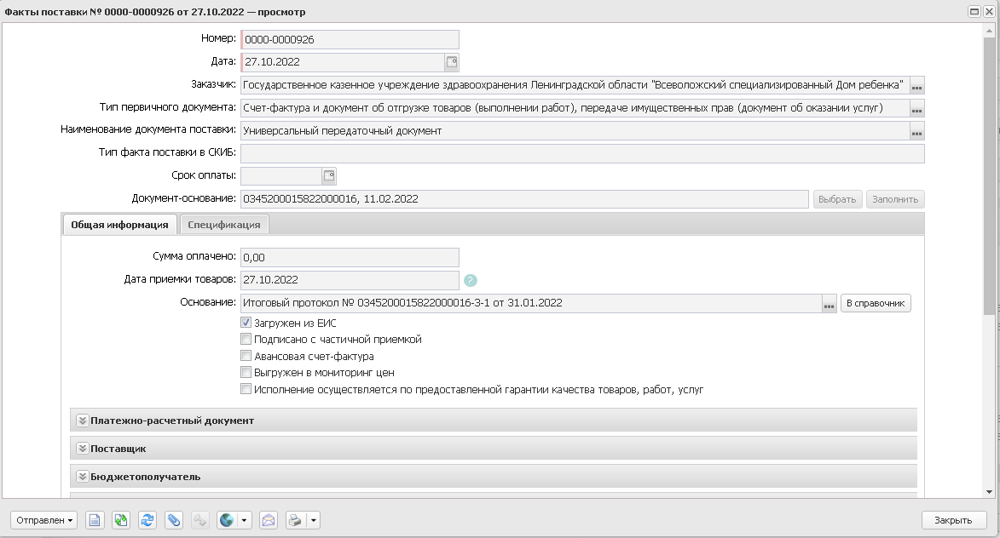 Факты поставки № 0000-0000926 от 27.10.2022 — просмотр
Номер: 0000-0000926
Дата: 27.10.2022
Заказчик: Государственное казенное учреждение здравоохранения Ленинградской области "Всеволожский специализированный Дом ребенка" ...
Тип первичного документа: Счет-фактура и документ об отгрузке товаров (выполнении работ), передаче имущественных прав (документ об оказании услуг) ...
Наименование документа поставки: Универсальный передаточный документ ...
Тип факта поставки в СКИБ:
Срок оплаты:
Документ-основание: 0345200015822000016, 11.02.2022 Выбрать Заполнить
Общая информация Спецификация
Сумма оплачено: 0,00
Дата приемки товаров: 27.10.2022 ?
Основание: Итоговый протокол № 0345200015822000016-3-1 от 31.01.2022 ... В справочник
Загружен из ЕИС
Подписано с частичной приемкой
Авансовая счет-фактура
Выгружен в мониторинг цен
Исполнение осуществляется по предоставленной гарантии качества товаров, работ, услуг
Платежно-расчетный документ
Поставщик
Бюджетополучатель
Отправлен Закрыть